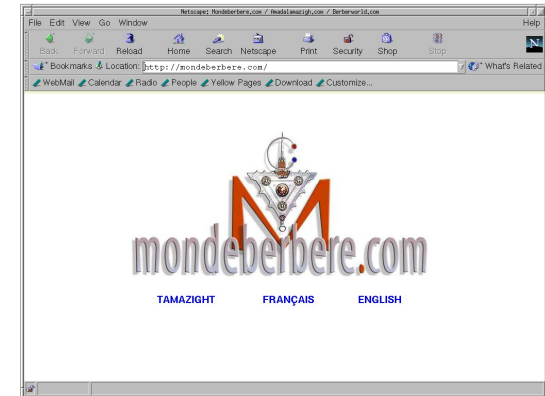 Netscape: Mondeberbere.com / Amadalamazigh.com / Berberworld.com
File Edit View Go Window Help
Back Forward Reload Home Search Netscape Print Security Shop Stop
Bookmarks Location: http://mondeberbere.com/ What's Related
WebMail Calendar Radio People Yellow Pages Download Customize...
N
M
mondeberbere.com
TAMAZIGHT FRANÇAIS ENGLISH